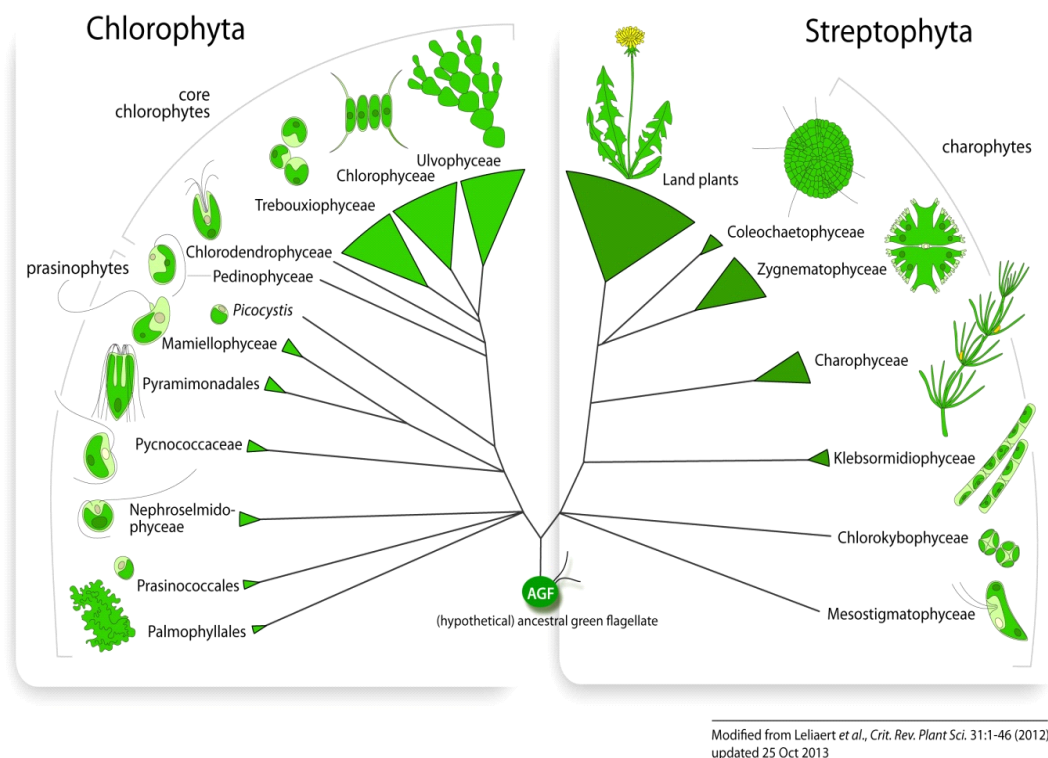 Chlorophyta
Streptophyta
core
chlorophytes
charophytes
Ulvophyceae
Chlorophyceae
Trebouxiophyceae
Chlorodendrophyceae
prasinophytes
Pedinophyceae
Picocystis
Mamiellophyceae
Pyramimonadales
Pycnococcaceae
Nephroselmido-
phyceae
Prasinococcales
Palmophyllales
Land plants
Coleochaetophyceae
Zygnematophyceae
Charophyceae
Klebsormidiophyceae
Chlorokybophyceae
Mesostigmatophyceae
AGF
(hypothetical) ancestral green flagellate
Modified from Leliaert et al., Crit. Rev. Plant Sci. 31:1-46 (2012)
updated 25 Oct 2013